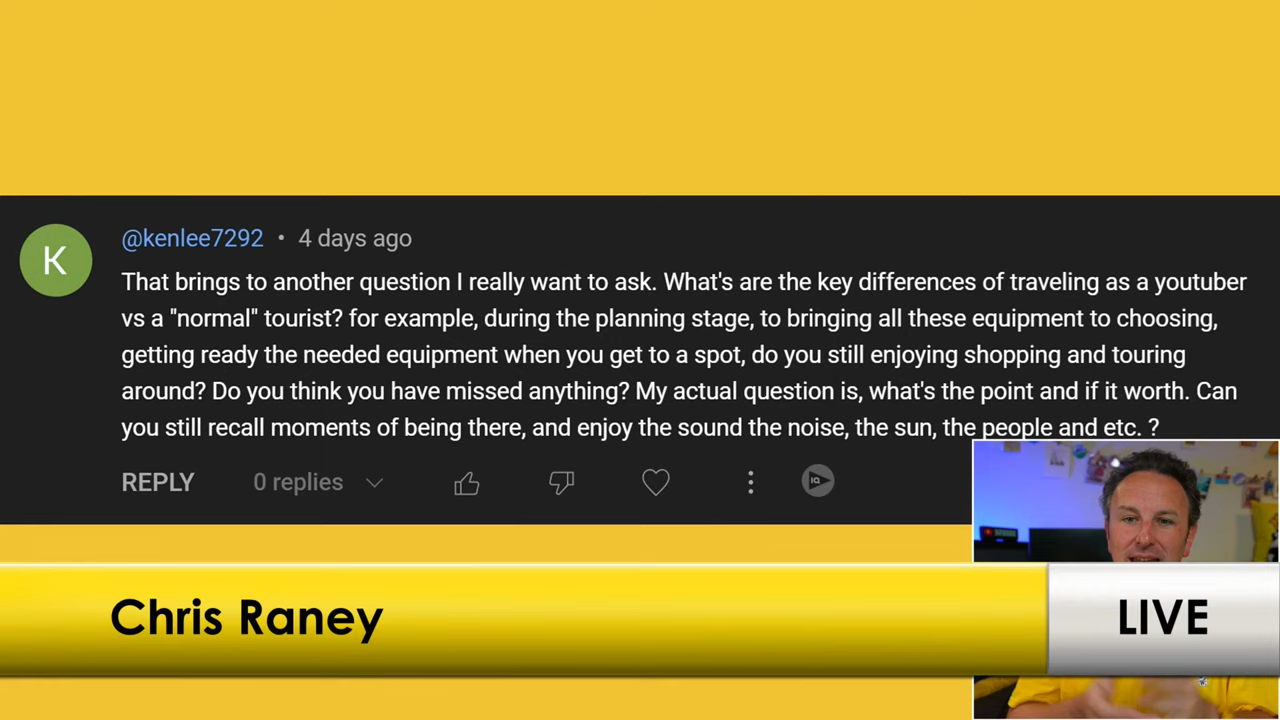 @kenlee7292 • 4 days ago
That brings to another question I really want to ask. What's are the key differences of traveling as a youtuber
vs a "normal" tourist? for example, during the planning stage, to bringing all these equipment to choosing,
getting ready the needed equipment when you get to a spot, do you still enjoying shopping and touring
around? Do you think you have missed anything? My actual question is, what's the point and if it worth. Can
you still recall moments of being there, and enjoy the sound the noise, the sun, the people and etc. ?
K
REPLY 0 replies
IQ
Chris Raney
LIVE